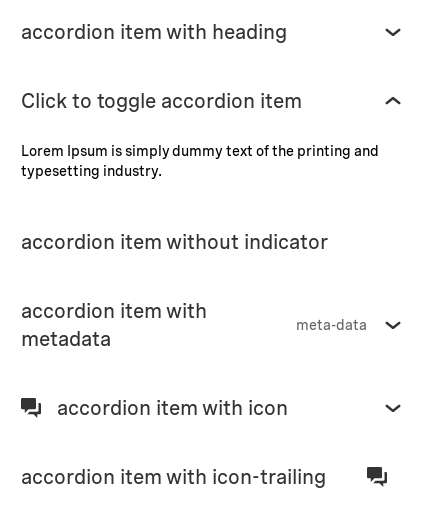 accordion item with heading
Click to toggle accordion item
Lorem Ipsum is simply dummy text of the printing and
typesetting industry.
accordion item without indicator
accordion item with
metadata
meta-data
accordion item with icon
accordion item with icon-trailing